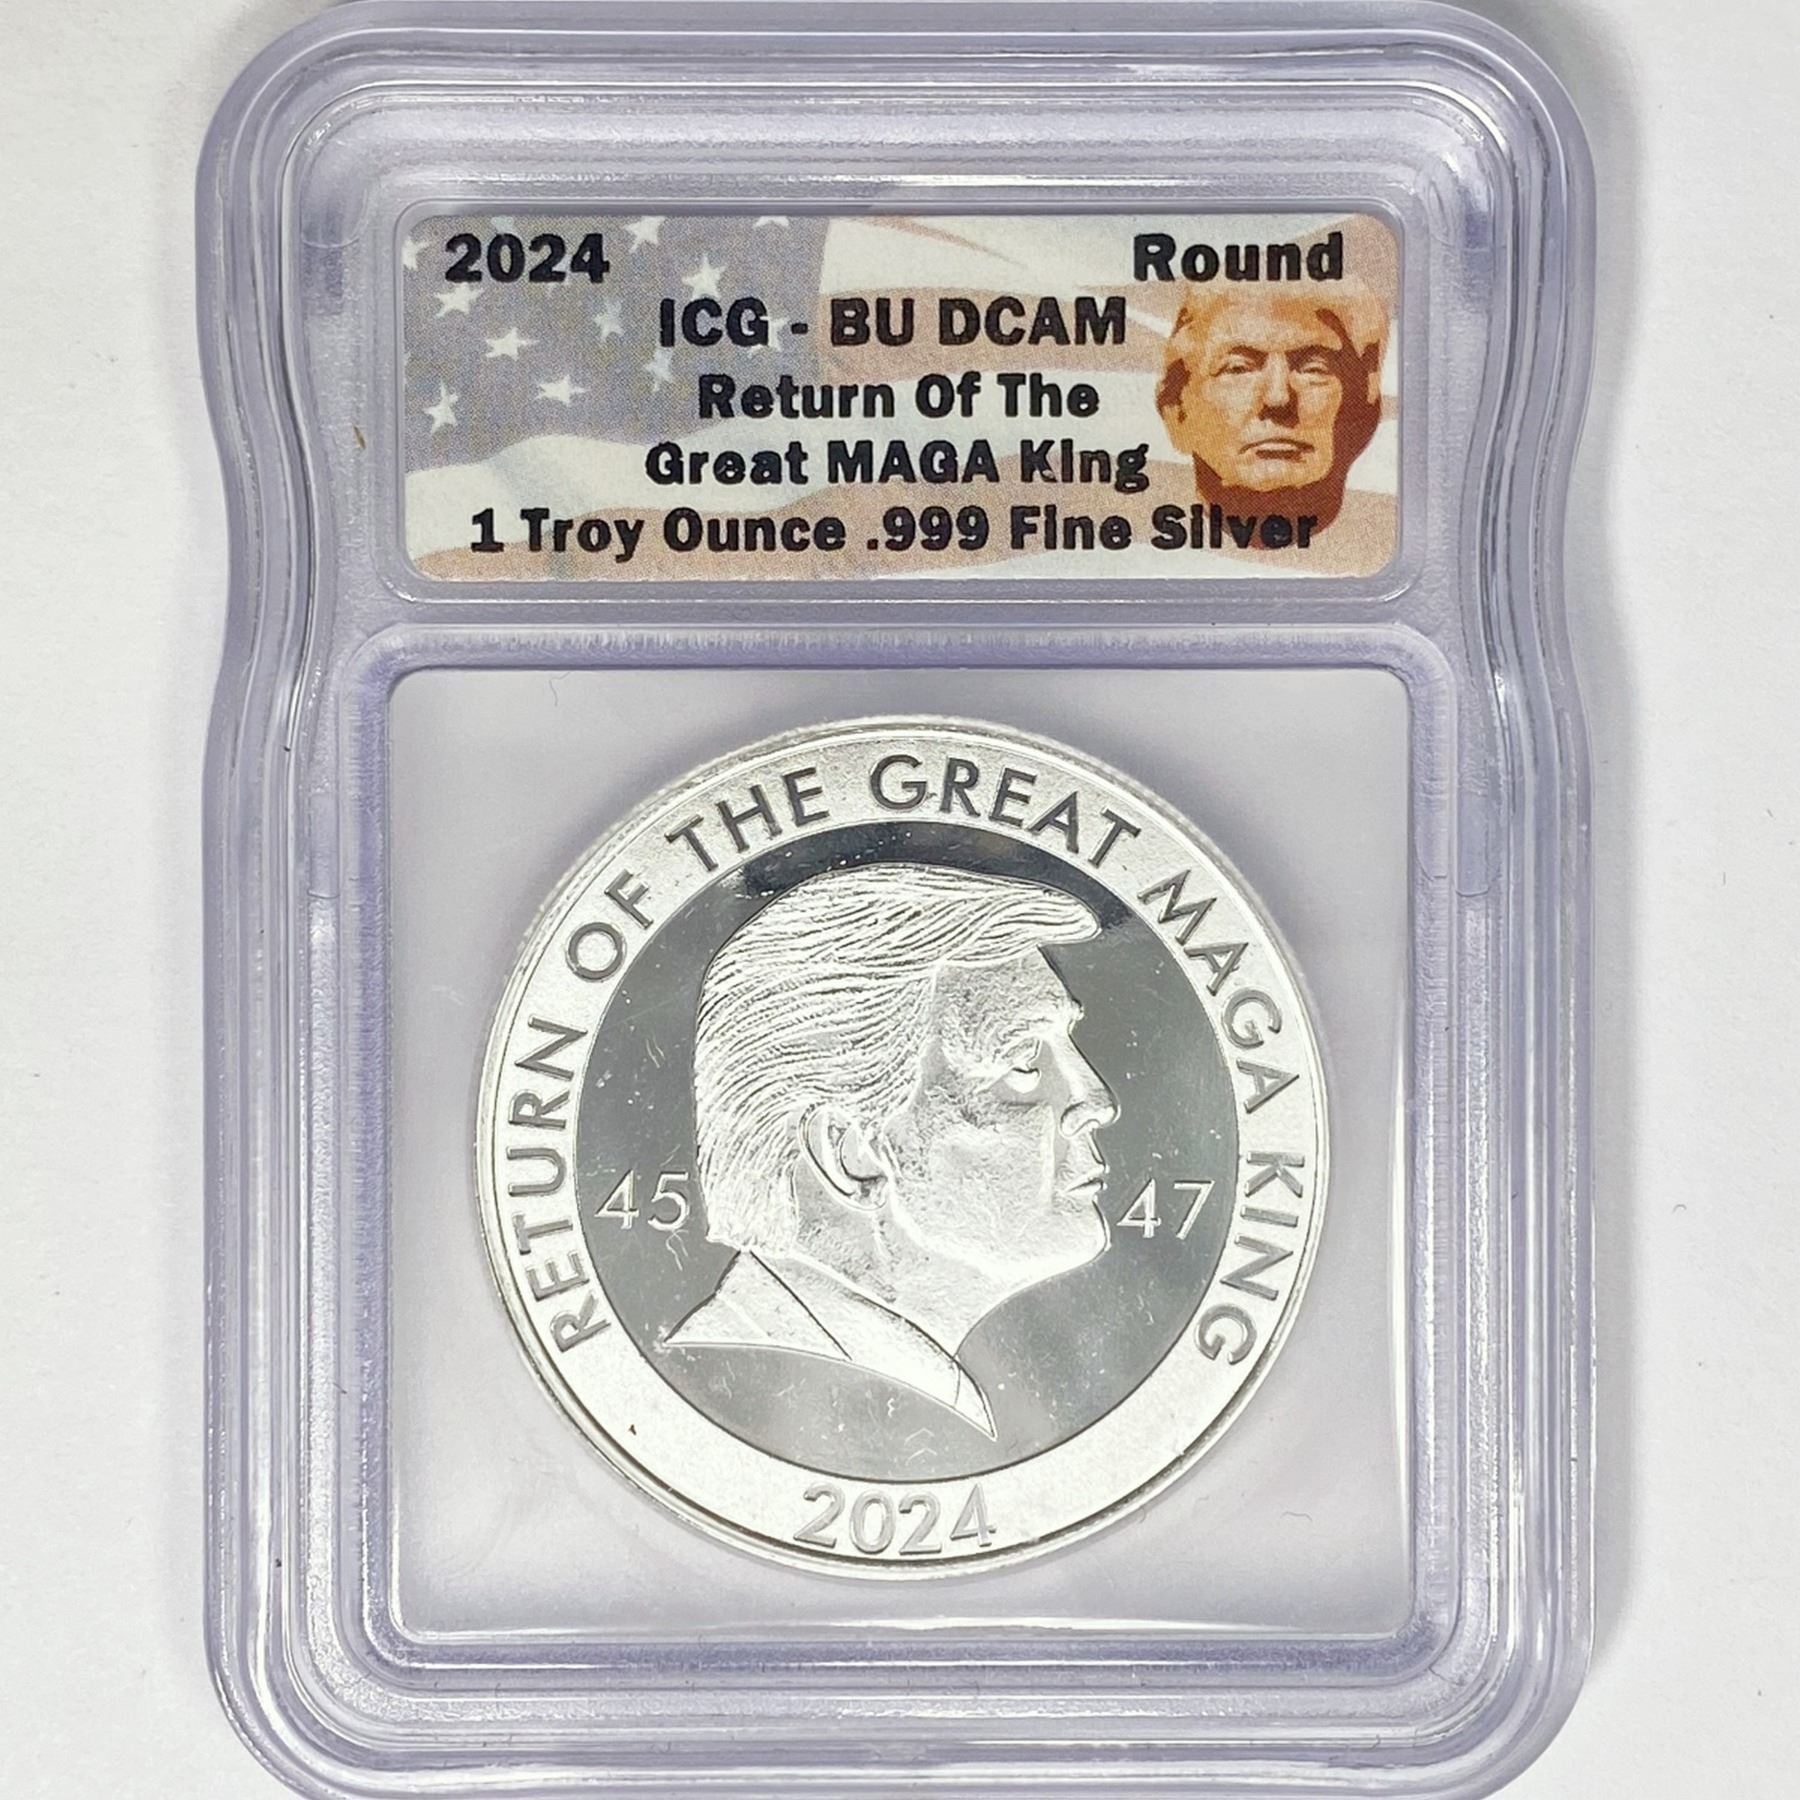 2024 Round
ICG - BU DCAM
Return Of The
Great MAGA King
1 Troy Ounce .999 Fine Silver
RETURN OF THE GREAT MAGA KING
45 47
2024